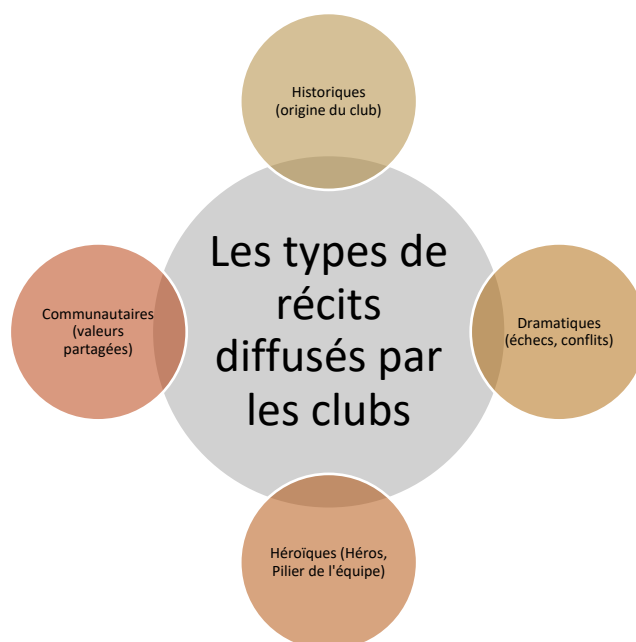 Historiques
(origine du club)
Les types de
récits
diffusés par
les clubs
Communautaires
(valeurs
partagées)
Dramatiques
(échecs, conflits)
Héroïques (Héros,
Pilier de l'équipe)